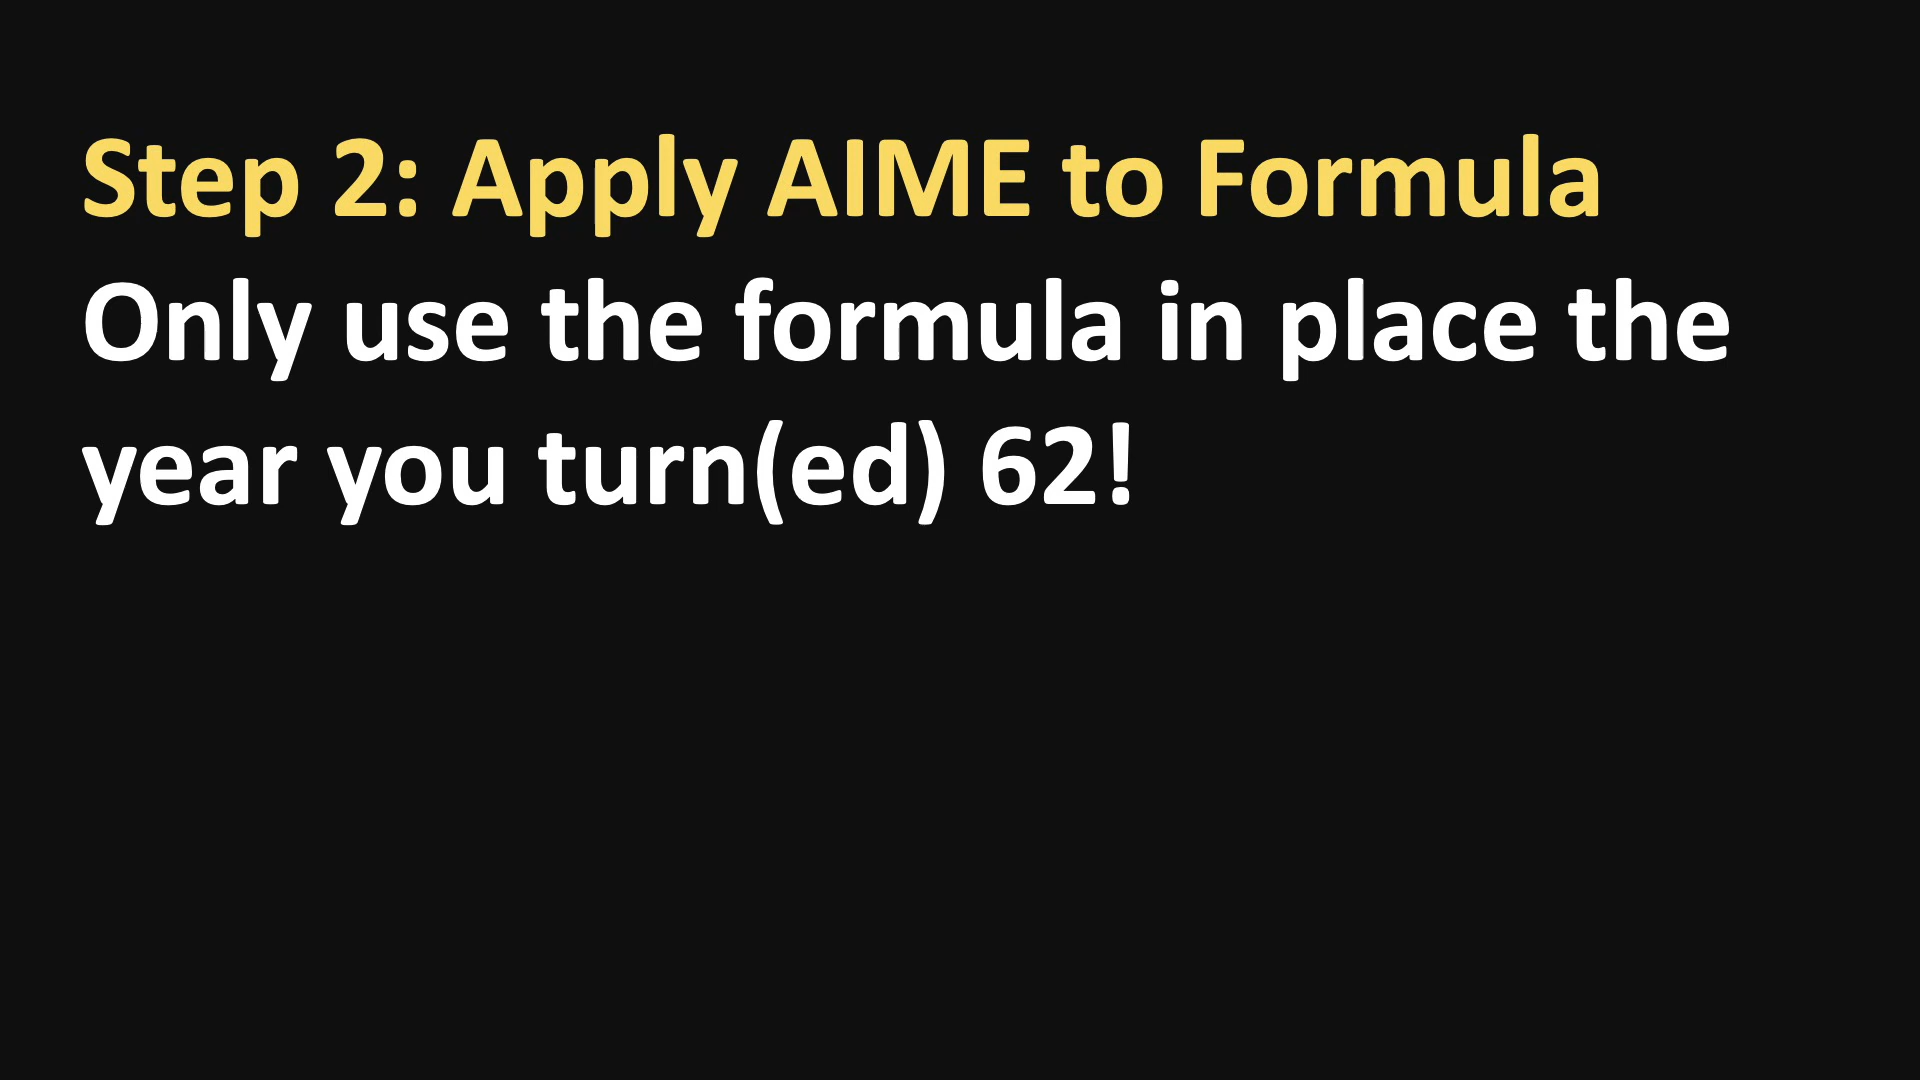 Step 2: Apply AIME to Formula
Only use the formula in place the
year you turn(ed) 62!